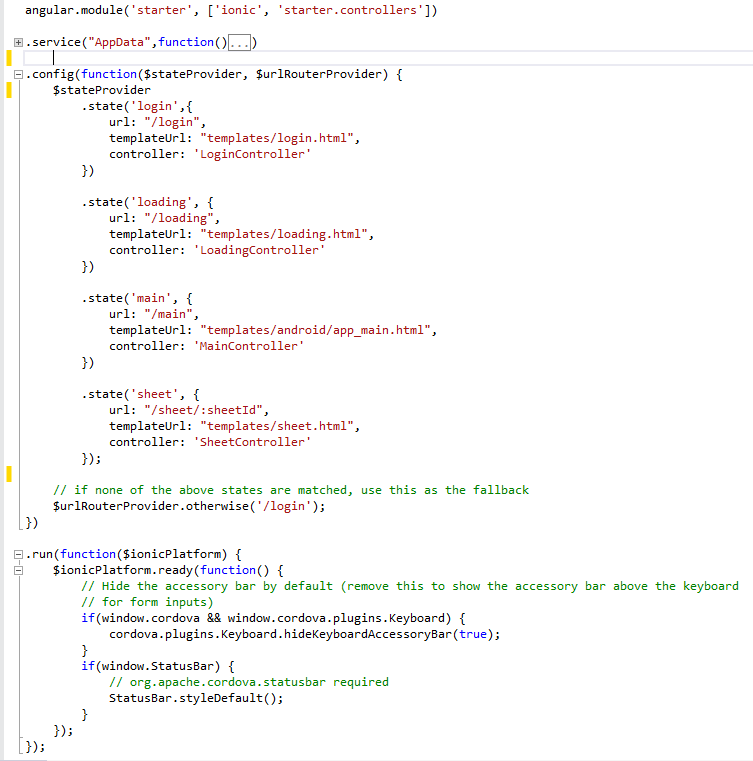 angular.module('starter', ['ionic', 'starter.controllers'])

.service("AppData",function()...)

.config(function($stateProvider, $urlRouterProvider) {
    $stateProvider
        .state('login',{
            url: "/login",
            templateUrl: "templates/login.html",
            controller: 'LoginController'
        })

        .state('loading', {
            url: "/loading",
            templateUrl: "templates/loading.html",
            controller: 'LoadingController'
        })

        .state('main', {
            url: "/main",
            templateUrl: "templates/android/app_main.html",
            controller: 'MainController'
        })

        .state('sheet', {
            url: "/sheet/:sheetId",
            templateUrl: "templates/sheet.html",
            controller: 'SheetController'
        });

    // if none of the above states are matched, use this as the fallback
    $urlRouterProvider.otherwise('/login');
})

.run(function($ionicPlatform) {
    $ionicPlatform.ready(function() {
        // Hide the accessory bar by default (remove this to show the accessory bar above the keyboard
        // for form inputs)
        if(window.cordova && window.cordova.plugins.Keyboard) {
            cordova.plugins.Keyboard.hideKeyboardAccessoryBar(true);
        }
        if(window.StatusBar) {
            // org.apache.cordova.statusbar required
            StatusBar.styleDefault();
        }
    });
});